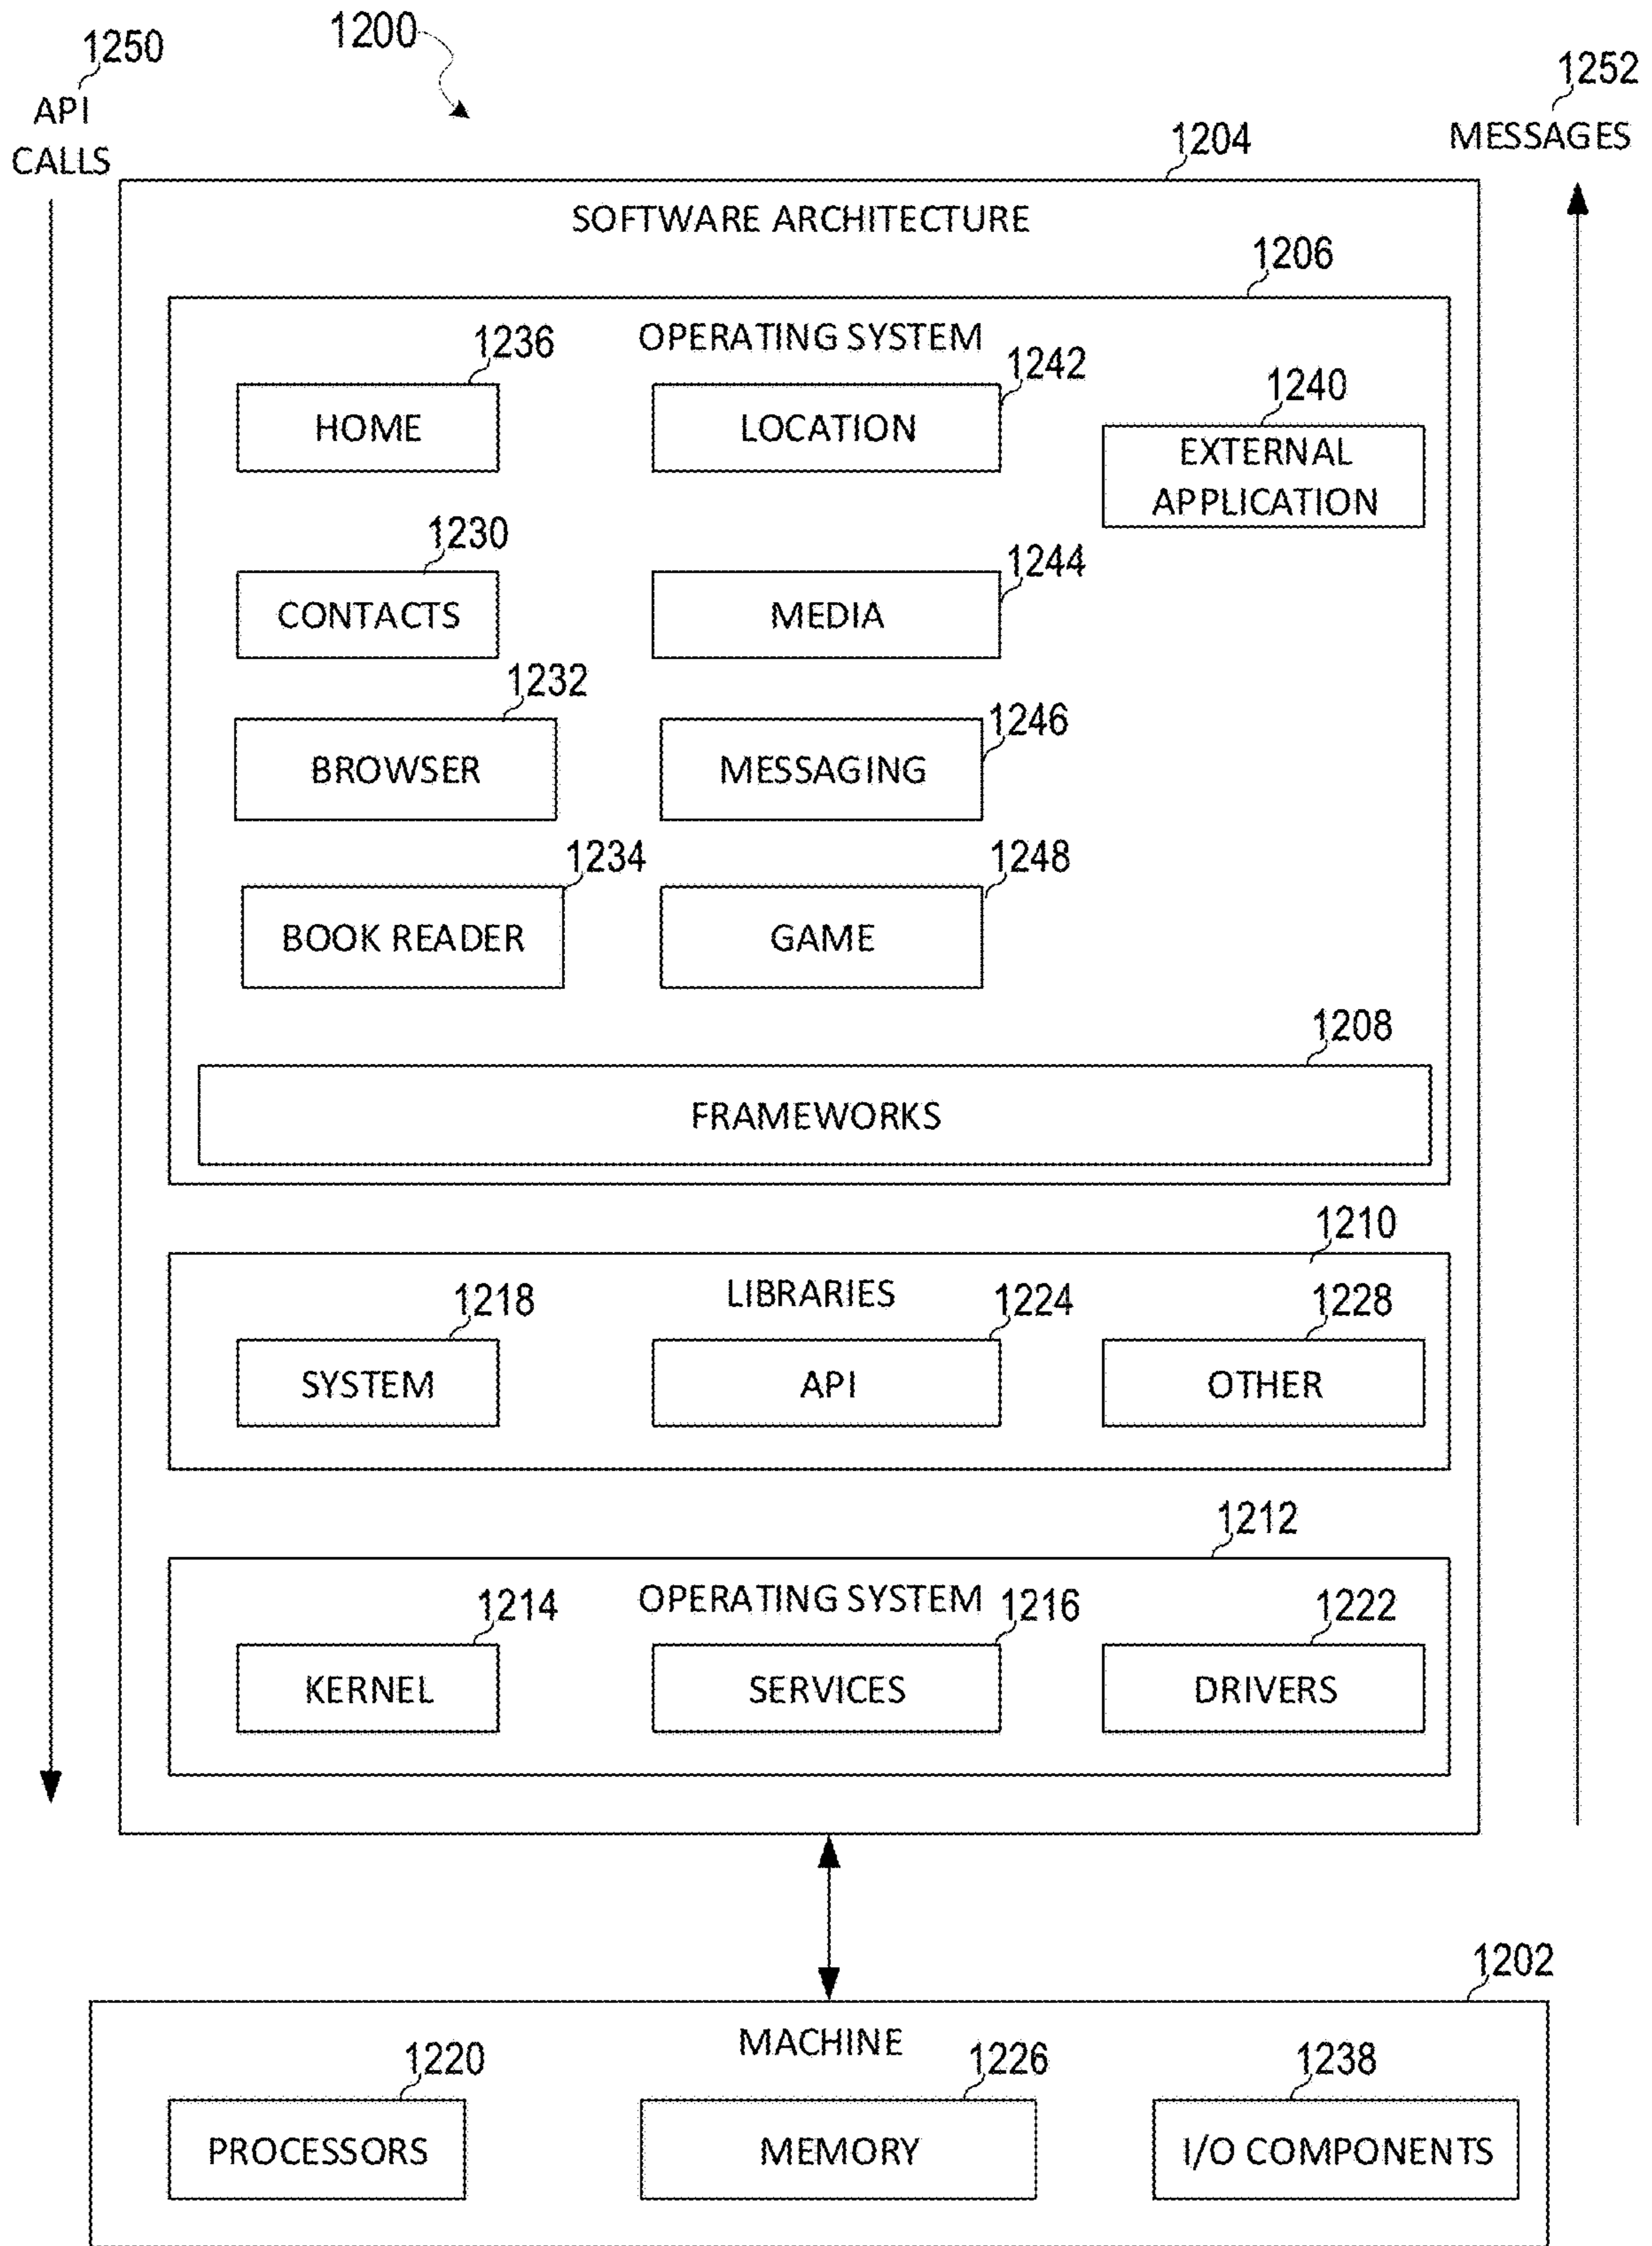 1200
1250
API
CALLS
1252
MESSAGES
1204
SOFTWARE ARCHITECTURE
1206
OPERATING SYSTEM
1236
HOME
1242
LOCATION
1240
EXTERNAL
APPLICATION
1230
CONTACTS
1244
MEDIA
1232
BROWSER
1246
MESSAGING
1234
BOOK READER
1248
GAME
1208
FRAMEWORKS
1210
LIBRARIES
1218
SYSTEM
1224
API
1228
OTHER
1212
OPERATING SYSTEM
1214
KERNEL
1216
SERVICES
1222
DRIVERS
1202
MACHINE
1220
PROCESSORS
1226
MEMORY
1238
I/O COMPONENTS